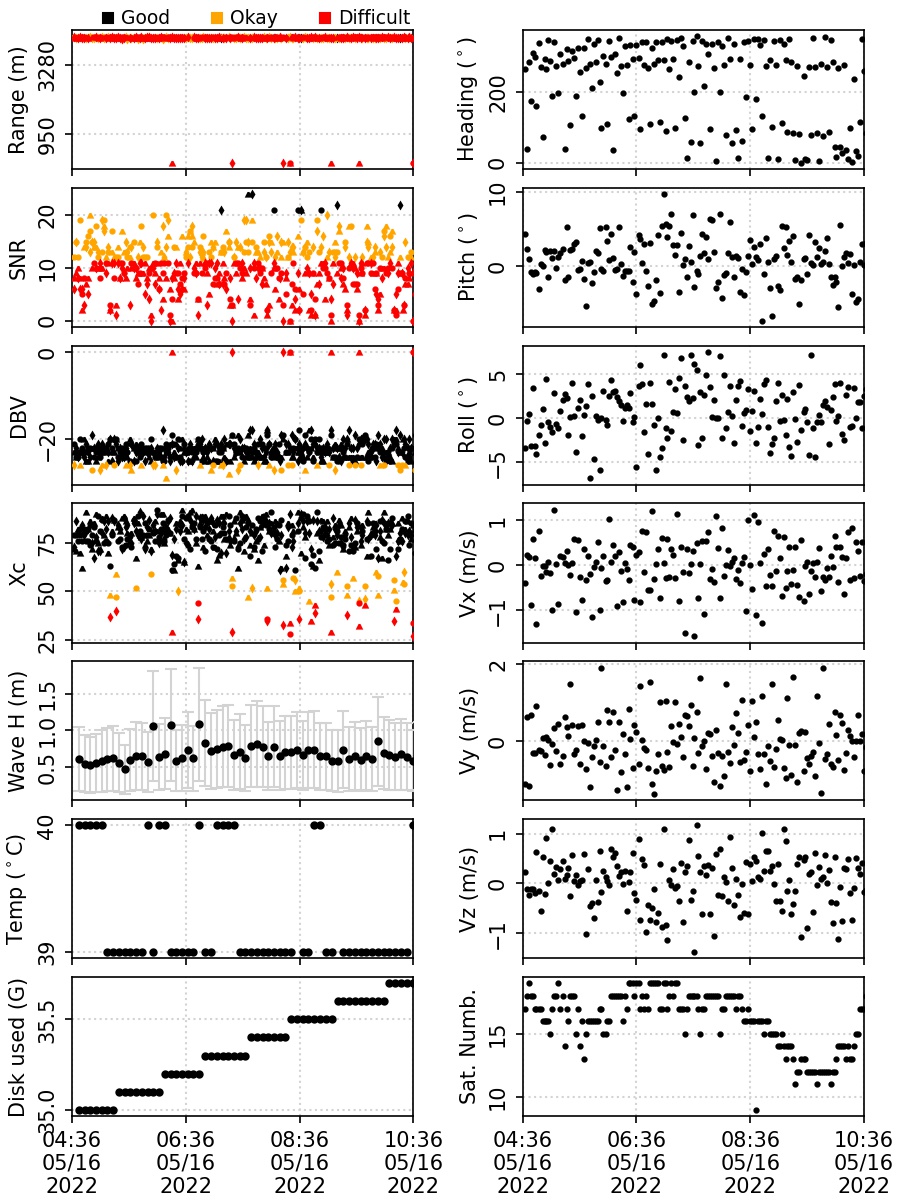 Good Okay Difficult
Range (m)
3280
950
Heading (°)
200
0
SNR
20
10
0
Pitch (°)
10
0
DBV
0
−20
Roll (°)
5
0
−5
Xc
75
50
25
Vx (m/s)
1
0
−1
Wave H (m)
1.5
1.0
0.5
Vy (m/s)
2
0
Temp (°C)
40
39
Vz (m/s)
1
0
−1
Disk used (G)
35.5
35.0
Sat. Numb.
15
10
04:36 06:36 08:36 10:36 04:36 06:36 08:36 10:36
05/16 05/16 05/16 05/16 05/16 05/16 05/16 05/16
2022 2022 2022 2022 2022 2022 2022 2022